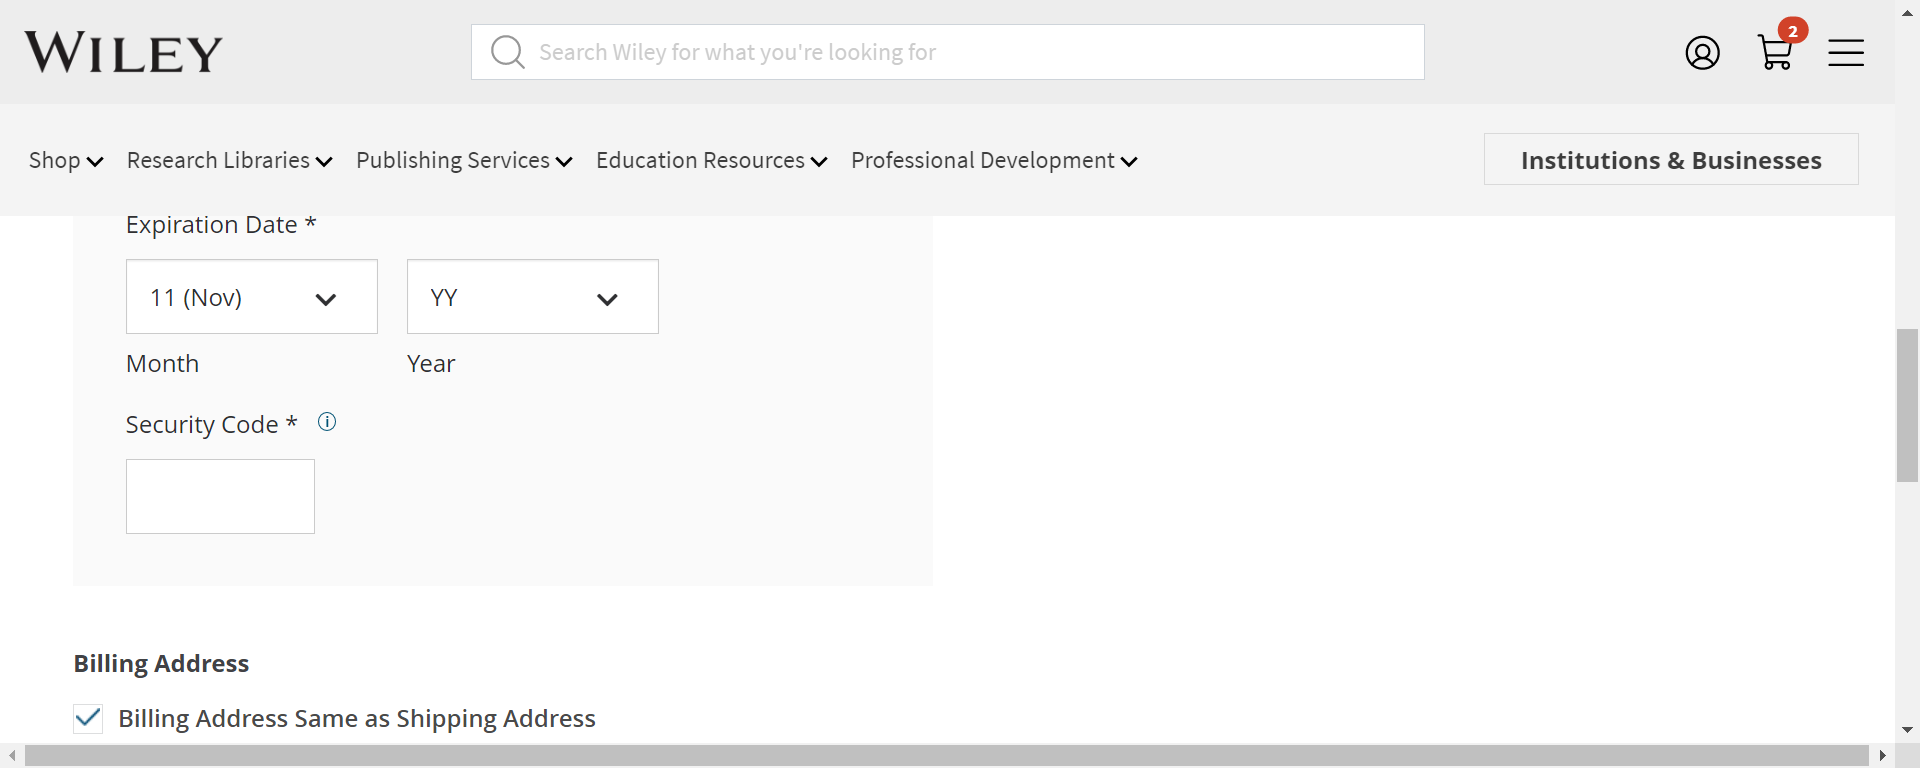 WILEY
Search Wiley for what you're looking for
2
Shop
Research Libraries
Publishing Services
Education Resources
Professional Development
Institutions & Businesses
Expiration Date *
11 (Nov)
YY
Month
Year
Security Code *
Billing Address
Billing Address Same as Shipping Address